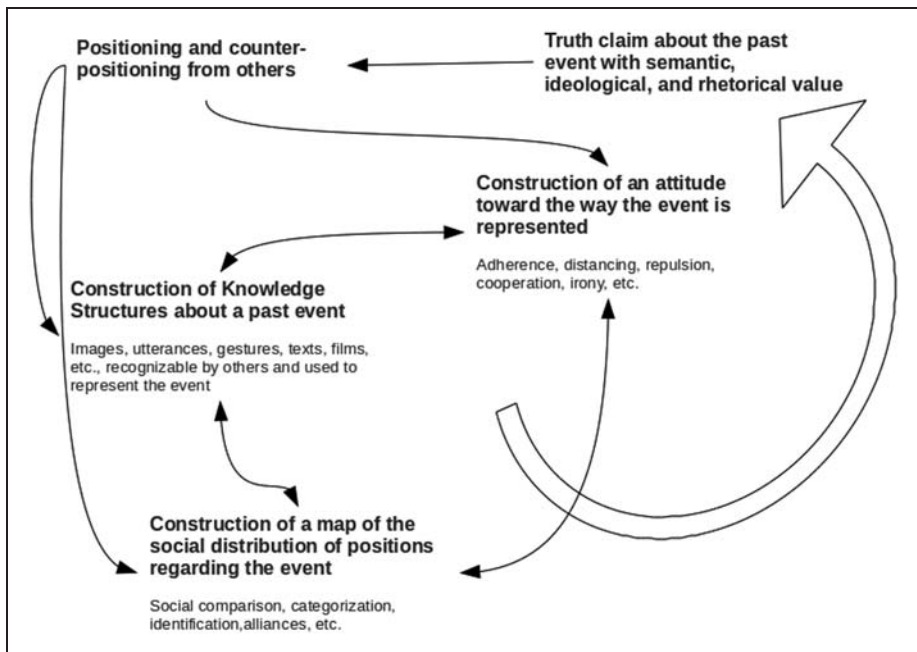 Positioning and counter-
positioning from others
Truth claim about the past
event with semantic,
ideological, and rhetorical value
Construction of an attitude
toward the way the event is
represented
Adherence, distancing, repulsion,
cooperation, irony, etc.
Construction of Knowledge
Structures about a past event
Images, utterances, gestures, texts, films,
etc., recognizable by others and used to
represent the event
Construction of a map of the
social distribution of positions
regarding the event
Social comparison, categorization,
identification,alliances, etc.